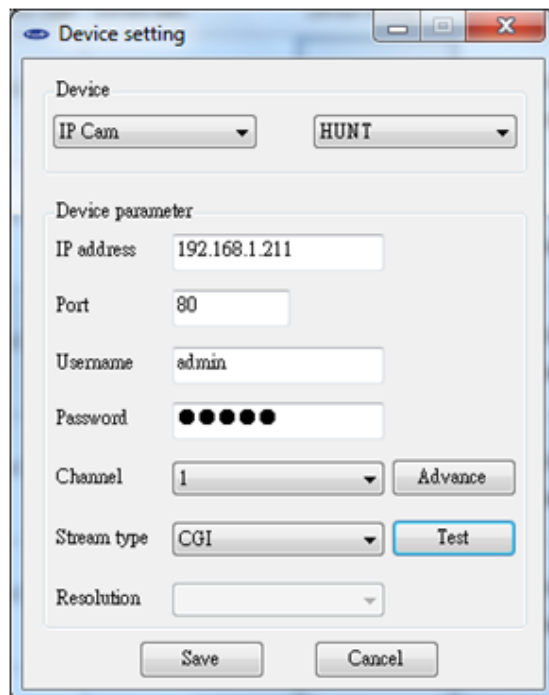 Device setting
Device
IP Cam HUNT
Device parameter
IP address 192.168.1.211
Port 80
Username admin
Password ●●●●●
Channel 1 Advance
Stream type CGI Test
Resolution
Save Cancel